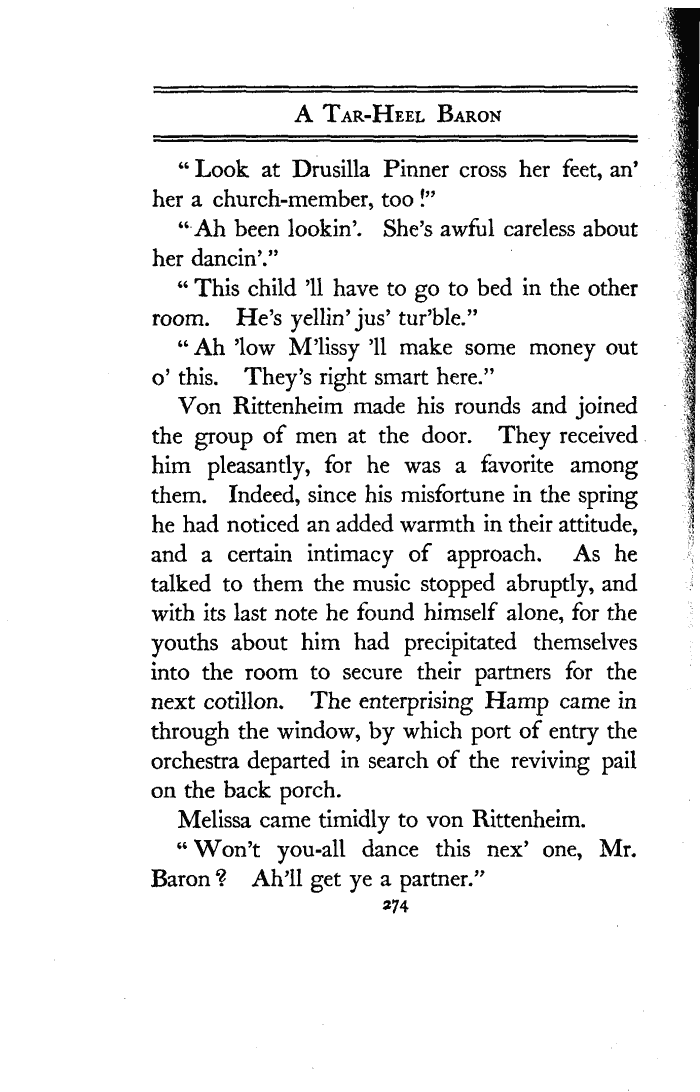 A TAR-HEEL BARON
“Look at Drusilla Pinner cross her feet, an’
her a church-member, too!”
“Ah been lookin’. She’s awful careless about
her dancin’.”
“This child ’ll have to go to bed in the other
room. He’s yellin’ jus’ tur’ble.”
“Ah ’low M’lissy ’ll make some money out
o’ this. They’s right smart here.”
Von Rittenheim made his rounds and joined
the group of men at the door. They received
him pleasantly, for he was a favorite among
them. Indeed, since his misfortune in the spring
he had noticed an added warmth in their attitude,
and a certain intimacy of approach. As he
talked to them the music stopped abruptly, and
with its last note he found himself alone, for the
youths about him had precipitated themselves
into the room to secure their partners for the
next cotillon. The enterprising Hamp came in
through the window, by which port of entry the
orchestra departed in search of the reviving pail
on the back porch.
Melissa came timidly to von Rittenheim.
“Won’t you-all dance this nex’ one, Mr.
Baron? Ah’ll get ye a partner.”
274